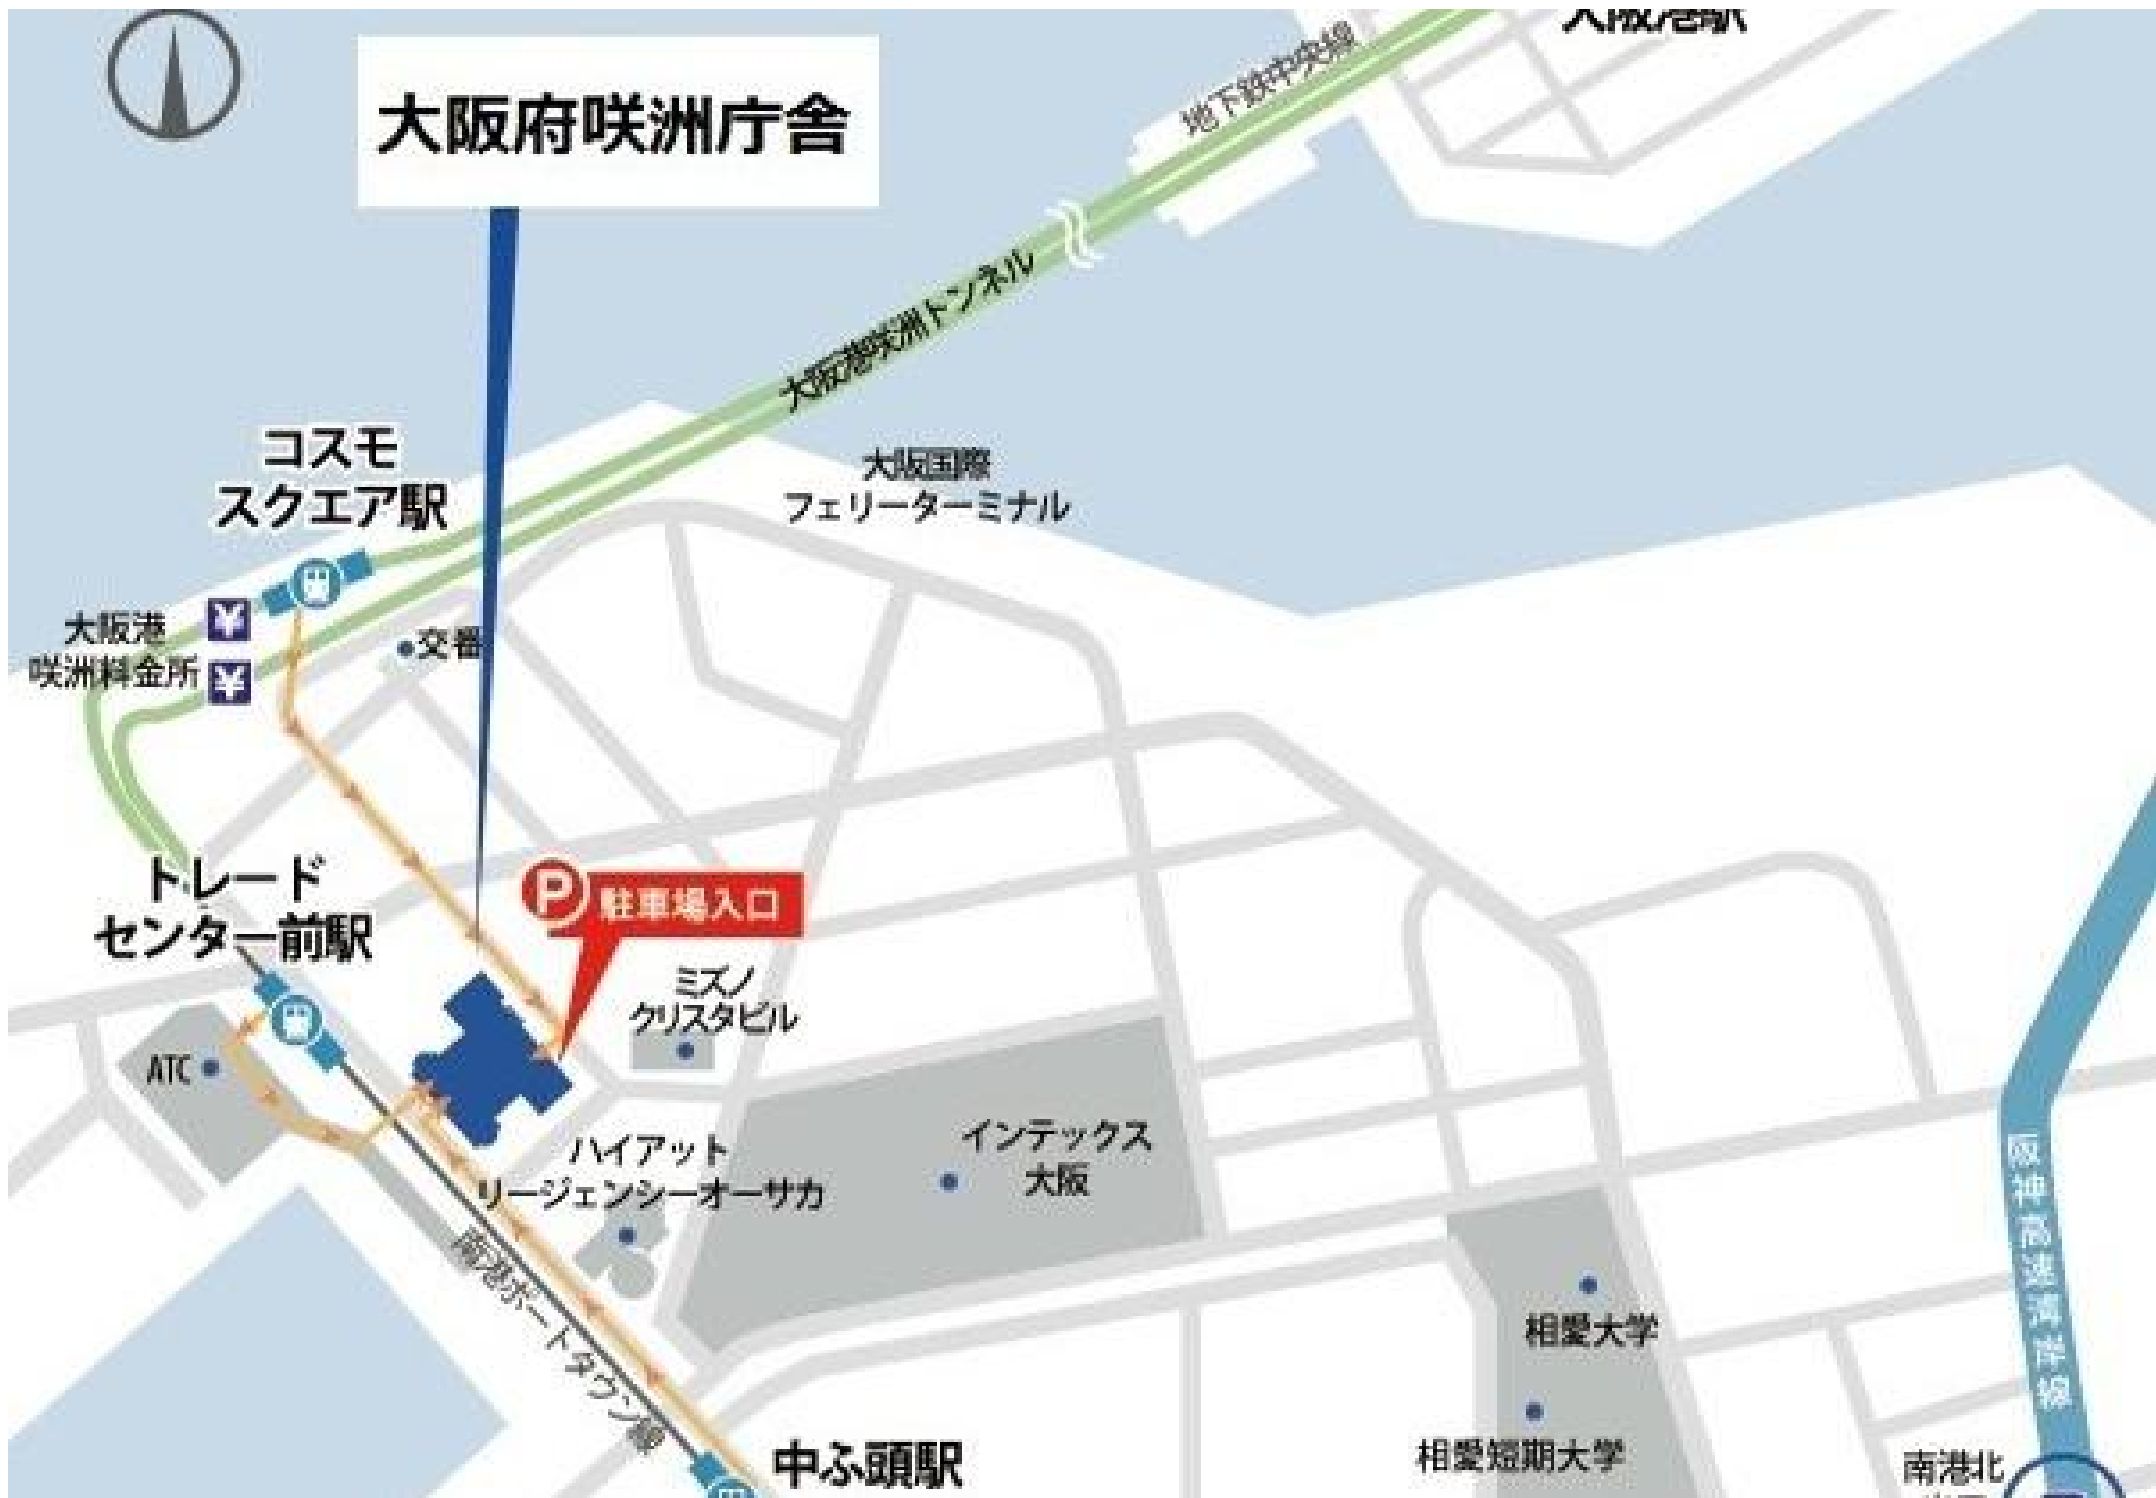 大阪府咲洲庁舎
大阪港駅
地下鉄中央線
大阪港咲洲トンネル
コスモ
スクエア駅
大阪国際
フェリーターミナル
大阪港
咲洲料金所
¥
¥
交番
トレード
センター前駅
P 駐車場入口
ミズノ
クリスタビル
ATC
ハイアット
リージェンシーオーサカ
インテックス
大阪
南港ポートタウン線
阪神高速湾岸線
相愛大学
相愛短期大学
中ふ頭駅
南港北